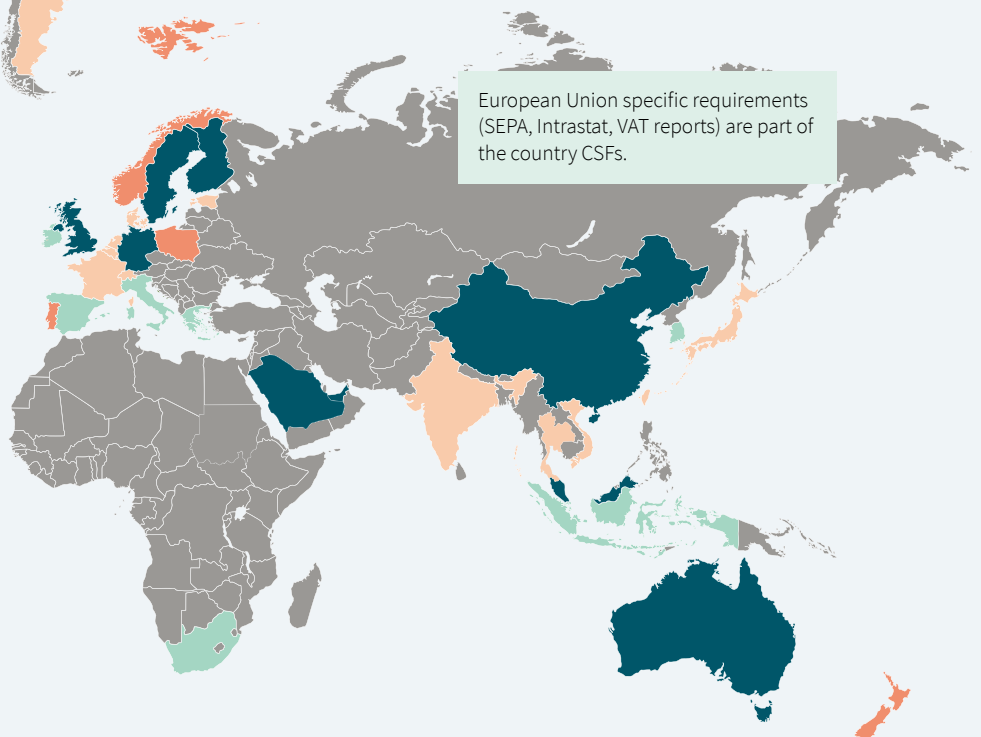 European Union specific requirements
(SEPA, Intrastat, VAT reports) are part of
the country CSFs.